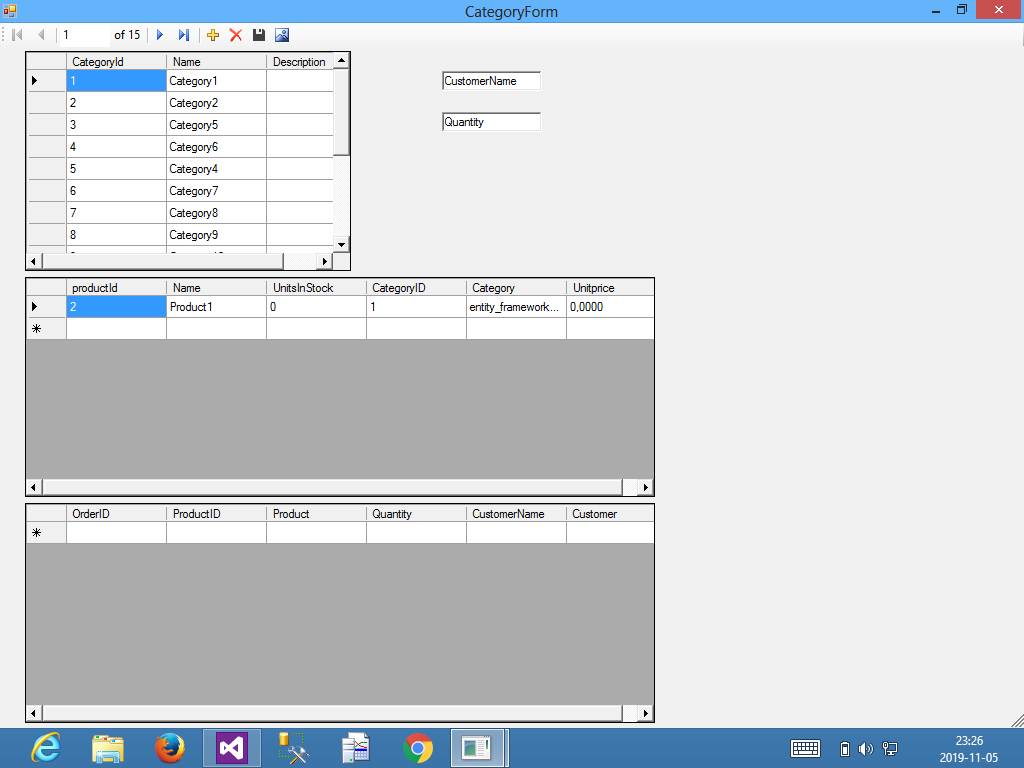 CategoryForm
1 of 15
CategoryId Name Description
1 Category1
2 Category2
3 Category5
4 Category6
5 Category4
6 Category7
7 Category8
8 Category9
CustomerName
Quantity
productId Name UnitsInStock CategoryID Category Unitprice
2 Product1 0 1 entity_framework... 0,0000
OrderID ProductID Product Quantity CustomerName Customer
23:26
2019-11-05